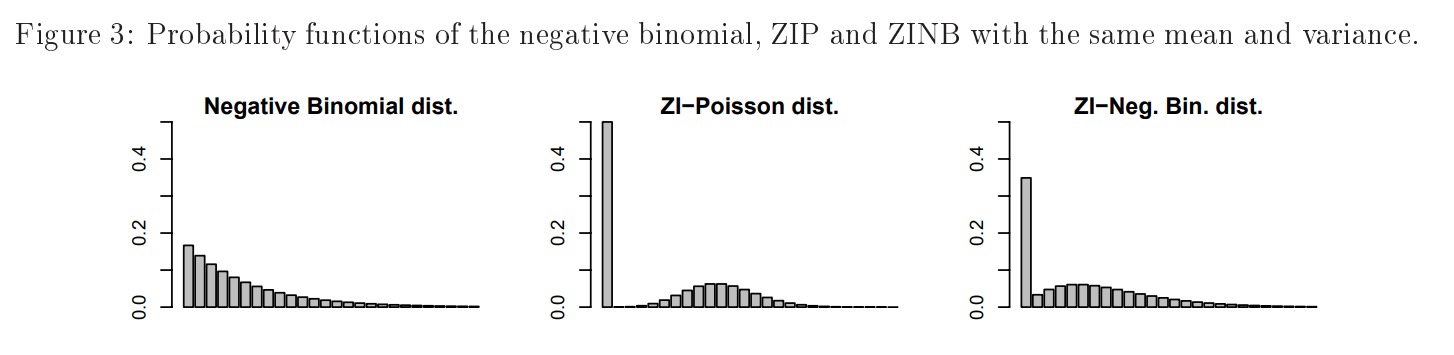 Figure 3: Probability functions of the negative binomial, ZIP and ZINB with the same mean and variance.
Negative Binomial dist.
0.4
0.2
0.0
ZI−Poisson dist.
0.4
0.2
0.0
ZI−Neg. Bin. dist.
0.4
0.2
0.0